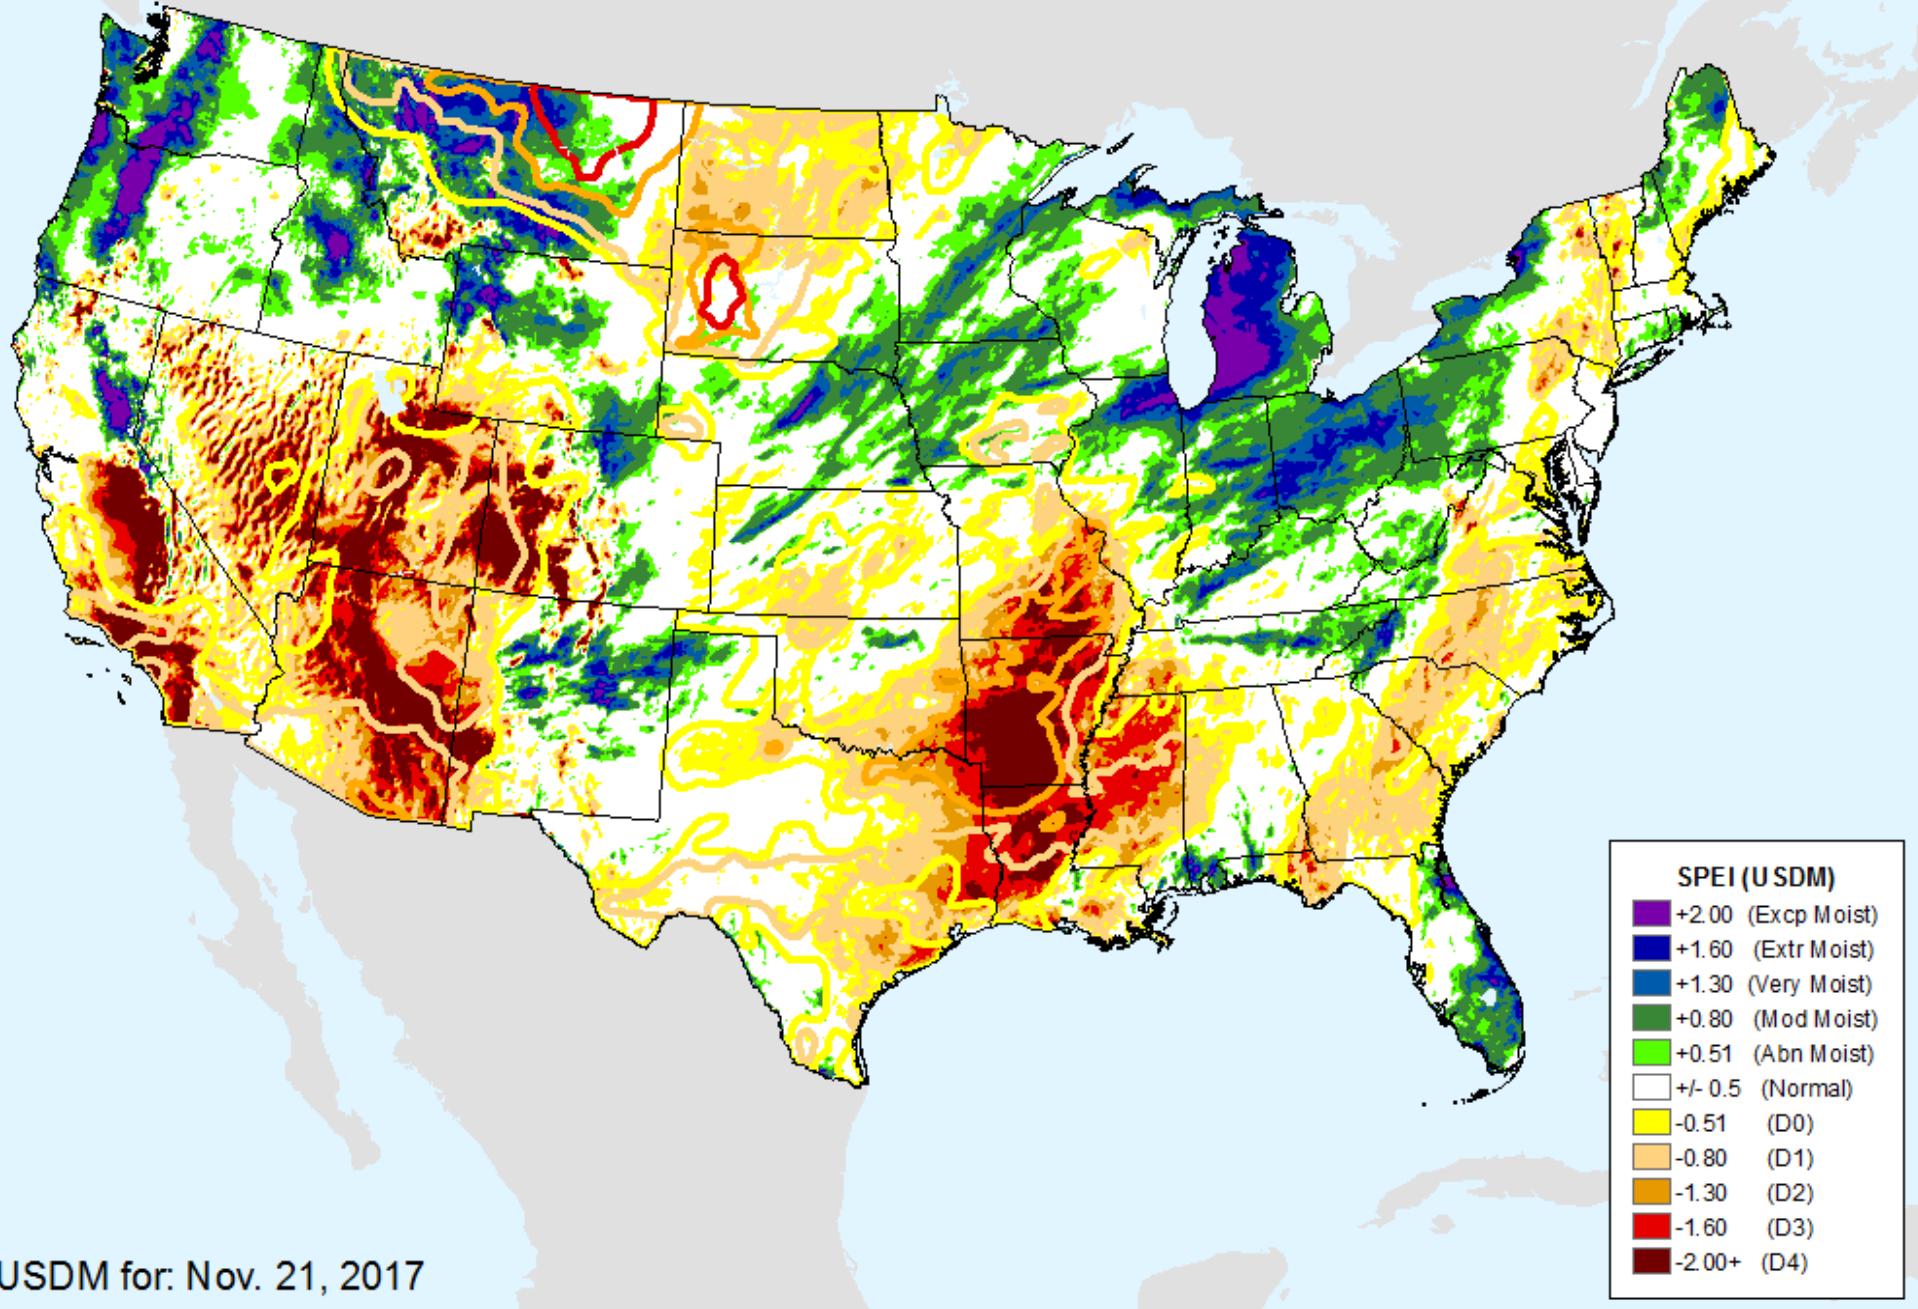 SPEI (USDM)
+2.00 (Excp Moist)
+1.60 (Extr Moist)
+1.30 (Very Moist)
+0.80 (Mod Moist)
+0.51 (Abn Moist)
+/- 0.5 (Normal)
-0.51 (D0)
-0.80 (D1)
-1.30 (D2)
-1.60 (D3)
-2.00+ (D4)
USDM for: Nov. 21, 2017